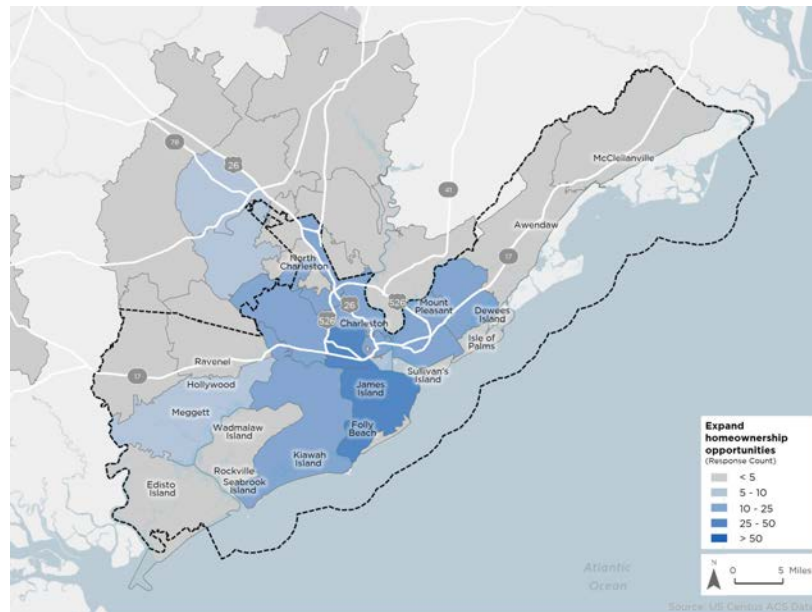 McClellanville
78
26
41
Awendaw
17
North
Charleston
526
26
Mount
Pleasant
Dewees
Island
526
Charleston
Isle of
Palms
Ravenel
Sullivan's
Island
17
Hollywood
James
Island
Meggett
Folly
Beach
Wadmalaw
Island
Kiawah
Island
Rockville
Seabrook
Island
Edisto
Island
Expand
homeownership
opportunities
(Response Count)
< 5
5 - 10
10 - 25
25 - 50
> 50
N
0 5 Miles
Atlantic
Ocean
Source: US Census ACS